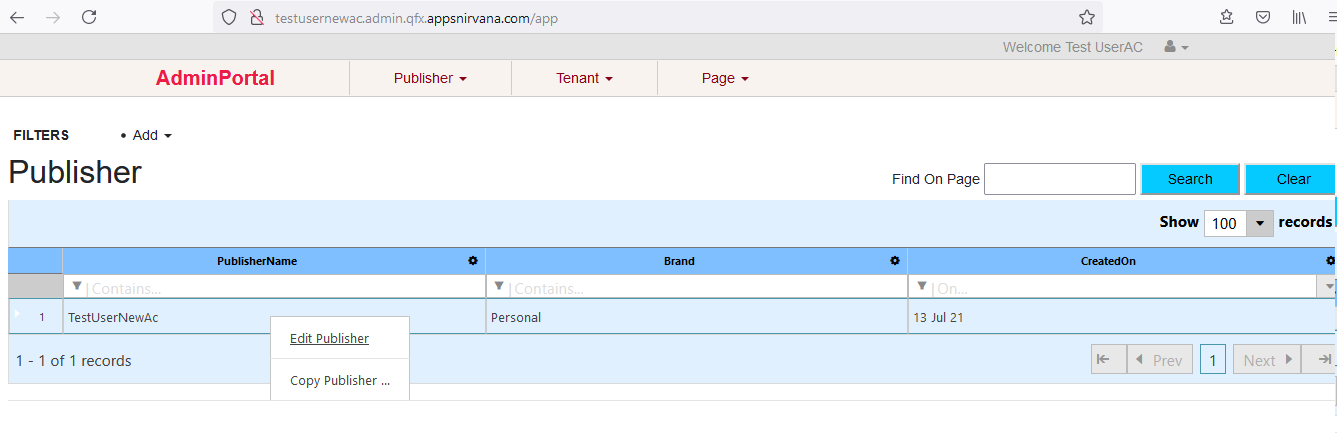 testusernewac.admin.qfx.appsnirvana.com/app
Welcome Test UserAC
AdminPortal Publisher Tenant Page
FILTERS • Add
Publisher
Find On Page Search Clear
Show 100 records
PublisherName Brand CreatedOn
Contains... Contains... On...
1 TestUserNewAc Personal 13 Jul 21
Edit Publisher
1 - 1 of 1 records Prev 1 Next
Copy Publisher ...